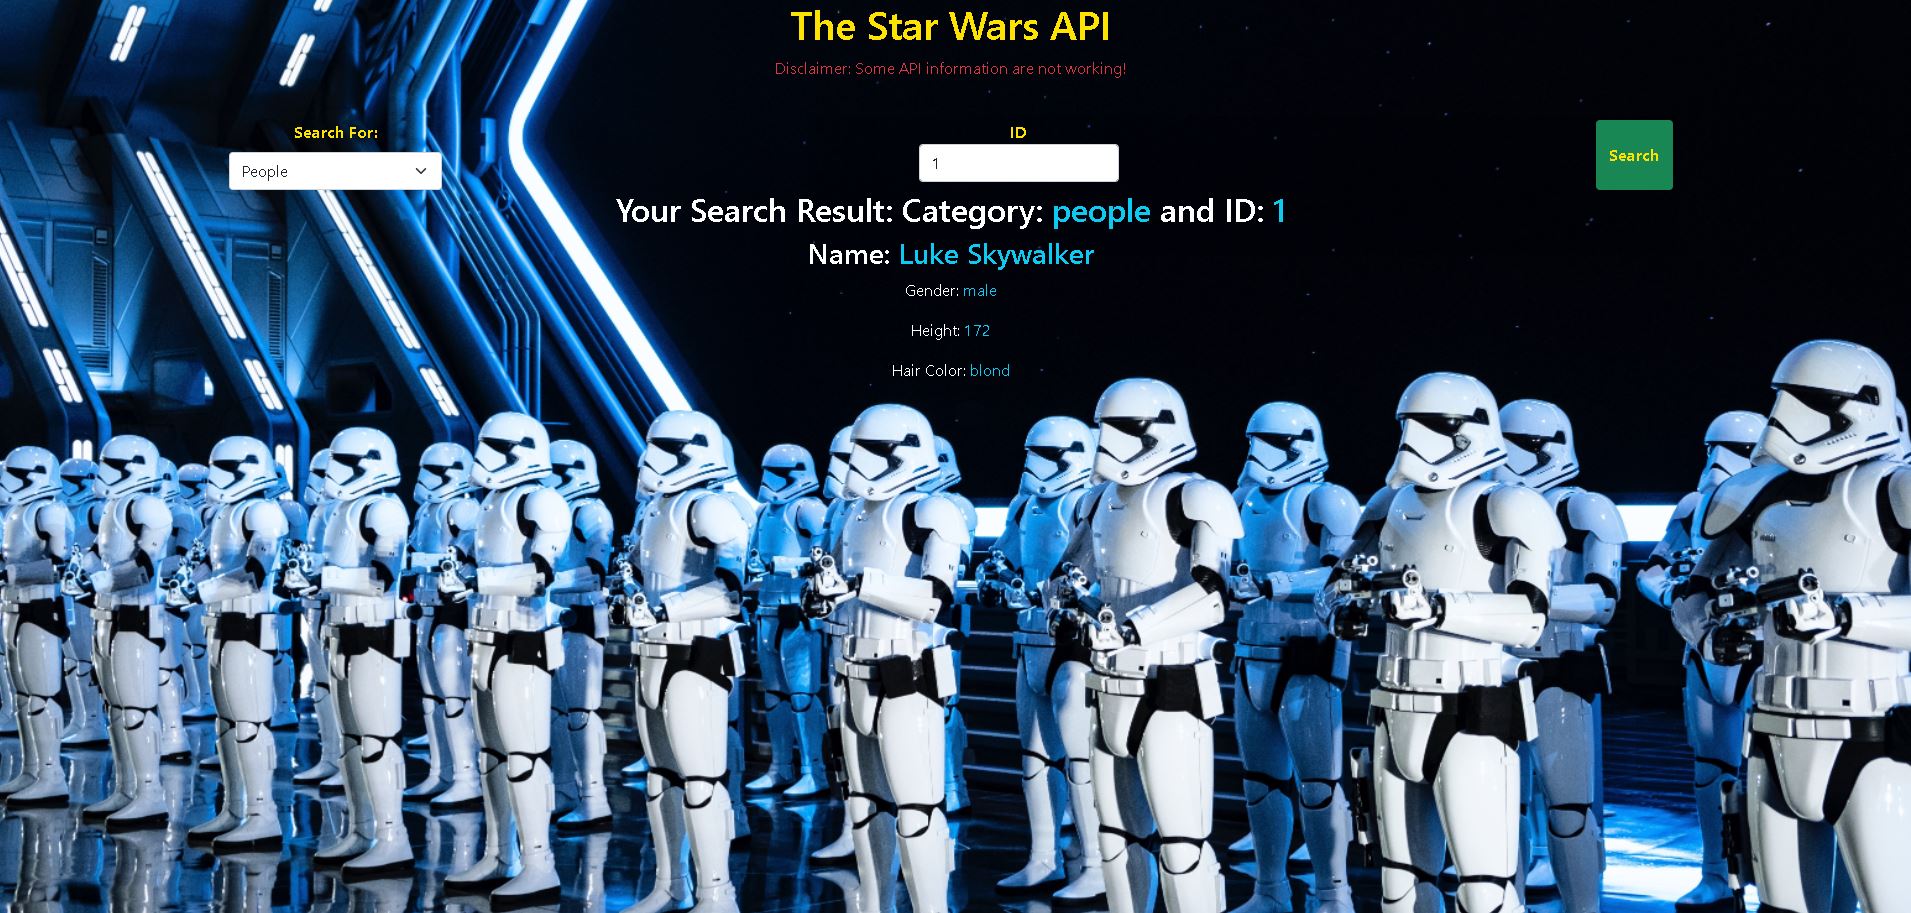 The Star Wars API
Disclaimer: Some API information are not working!
Search For:
People
ID
1
Search
Your Search Result: Category: people and ID: 1
Name: Luke Skywalker
Gender: male
Height: 172
Hair Color: blond